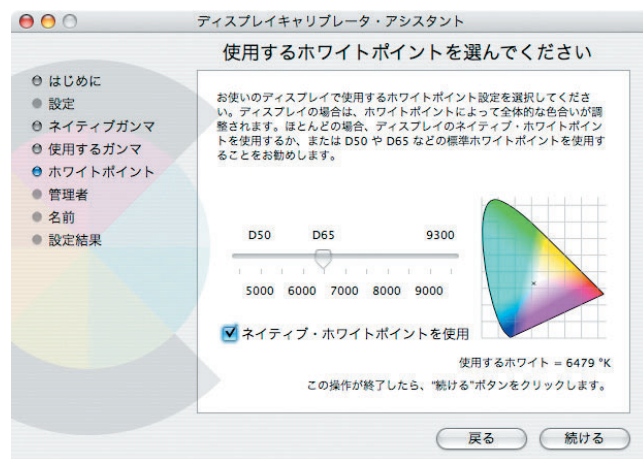 ディスプレイキャリブレータ・アシスタント
使用するホワイトポイントを選んでください
はじめに
設定
ネイティブガンマ
使用するガンマ
ホワイトポイント
管理者
名前
設定結果
お使いのディスプレイで使用するホワイトポイント設定を選択してくださ
い。ディスプレイの場合は、ホワイトポイントによって全体的な色合いが調
整されます。ほとんどの場合、ディスプレイのネイティブ・ホワイトポイン
トを使用するか、または D50 や D65 などの標準ホワイトポイントを使用す
ることをお勧めします。
D50 D65 9300
5000 6000 7000 8000 9000
ネイティブ・ホワイトポイントを使用
使用するホワイト = 6479 °K
この操作が終了したら、"続ける"ボタンをクリックします。
戻る 続ける